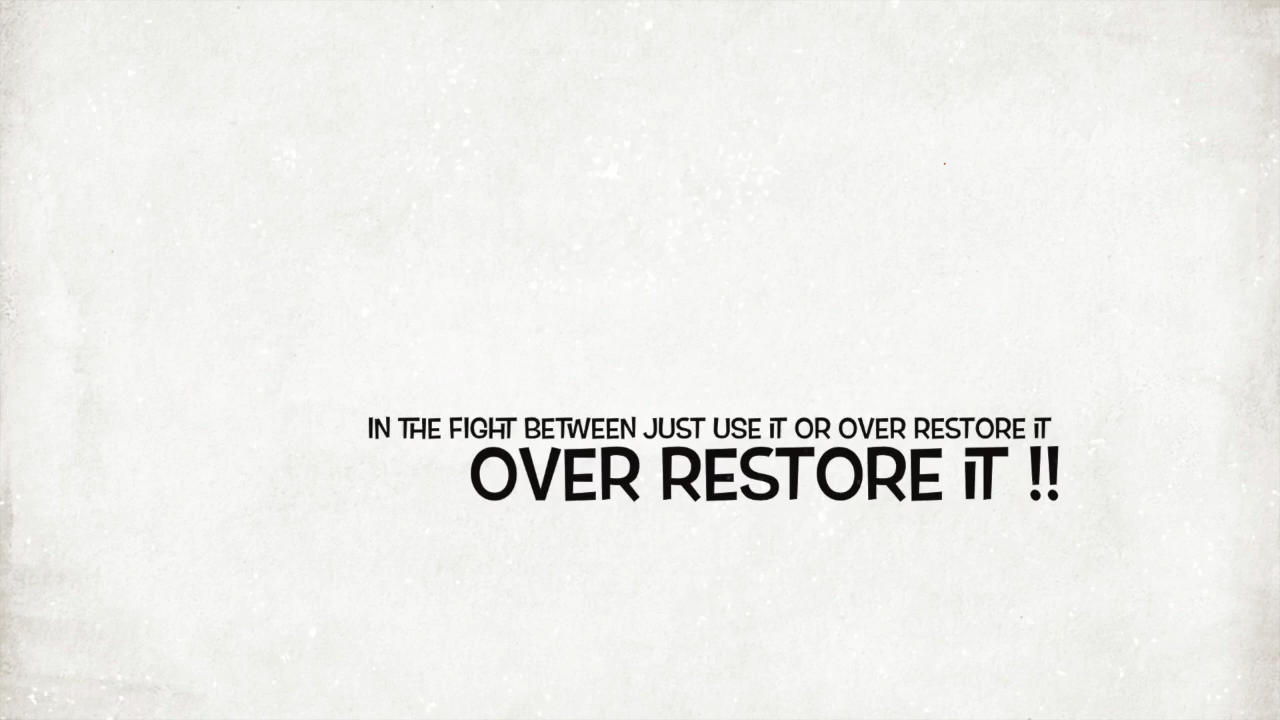 IN THE FIGHT BETWEEN JUST USE iT OR OVER RESTORE iT
OVER RESTORE iT !!